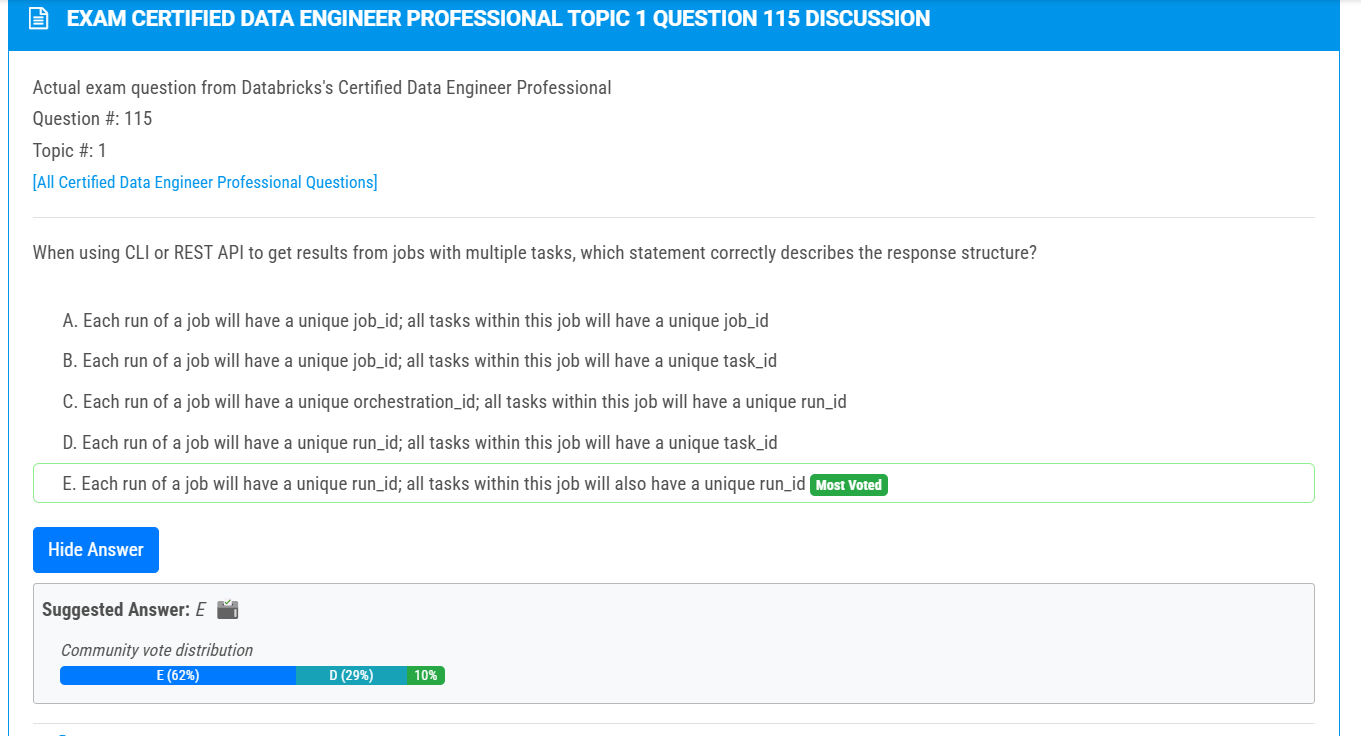 EXAM CERTIFIED DATA ENGINEER PROFESSIONAL TOPIC 1 QUESTION 115 DISCUSSION
Actual exam question from Databricks's Certified Data Engineer Professional
Question #: 115
Topic #: 1
[All Certified Data Engineer Professional Questions]
When using CLI or REST API to get results from jobs with multiple tasks, which statement correctly describes the response structure?
A. Each run of a job will have a unique job_id; all tasks within this job will have a unique job_id
B. Each run of a job will have a unique job_id; all tasks within this job will have a unique task_id
C. Each run of a job will have a unique orchestration_id; all tasks within this job will have a unique run_id
D. Each run of a job will have a unique run_id; all tasks within this job will have a unique task_id
E. Each run of a job will have a unique run_id; all tasks within this job will also have a unique run_id Most Voted
Hide Answer
Suggested Answer: E
Community vote distribution
E (62%) D (29%) 10%